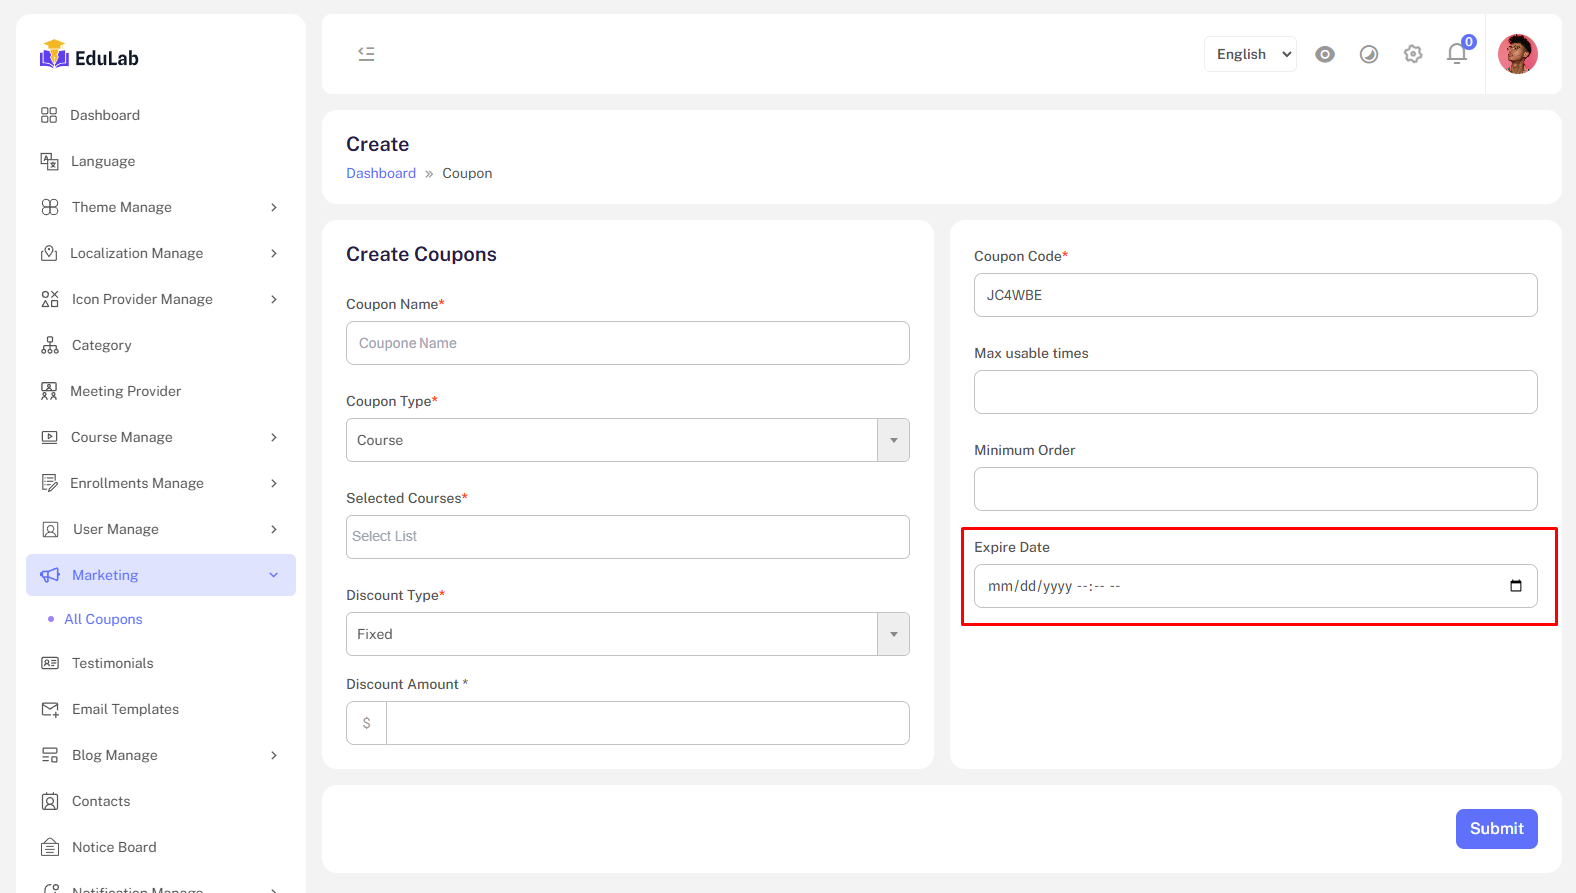 EduLab
Dashboard
Language
Theme Manage
Localization Manage
Icon Provider Manage
Category
Meeting Provider
Course Manage
Enrollments Manage
User Manage
Marketing
All Coupons
Testimonials
Email Templates
Blog Manage
Contacts
Notice Board
Notification Manage
English
0
Create
Dashboard » Coupon
Create Coupons
Coupon Name*
Coupone Name
Coupon Type*
Course
Selected Courses*
Select List
Discount Type*
Fixed
Discount Amount *
$
Coupon Code*
JC4WBE
Max usable times
Minimum Order
Expire Date
mm/dd/yyyy --:-- --
Submit